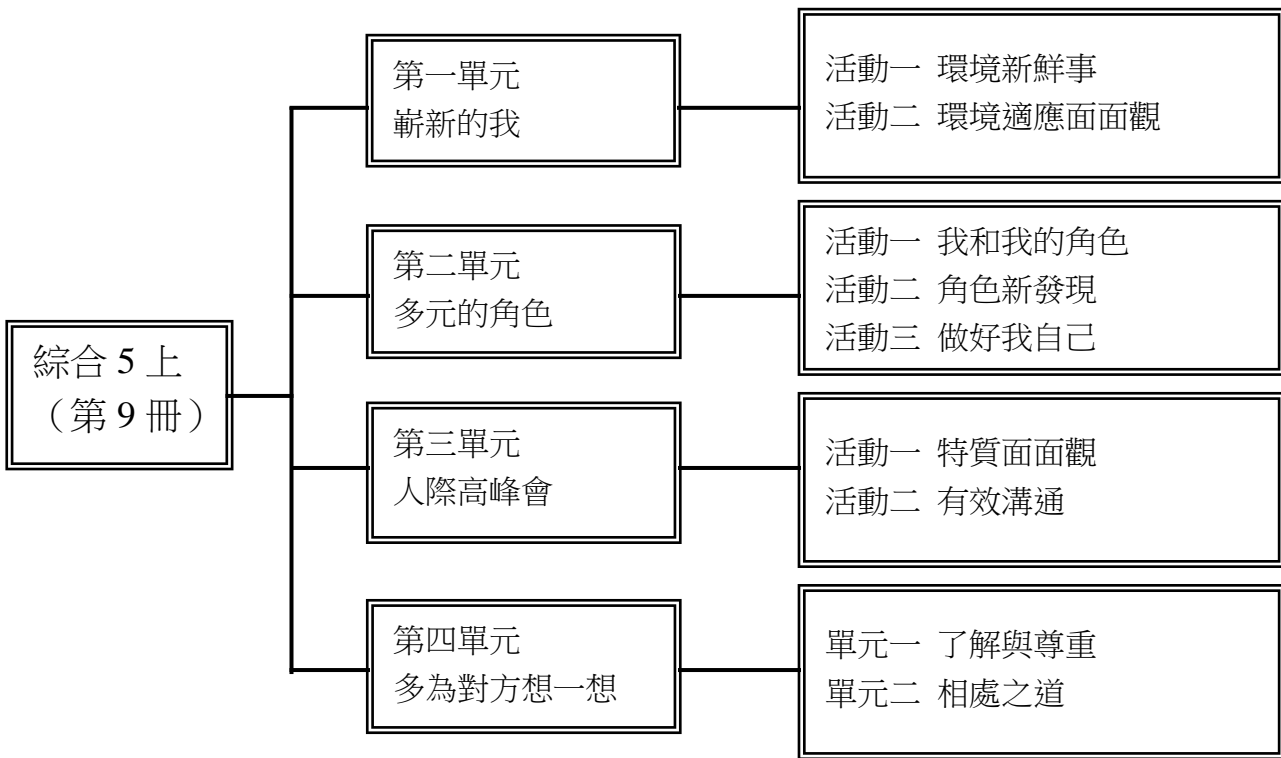 綜合 5 上
（第 9 冊）
第一單元
嶄新的我
活動一 環境新鮮事
活動二 環境適應面面觀
第二單元
多元的角色
活動一 我和我的角色
活動二 角色新發現
活動三 做好我自己
第三單元
人際高峰會
活動一 特質面面觀
活動二 有效溝通
第四單元
多為對方想一想
單元一 了解與尊重
單元二 相處之道